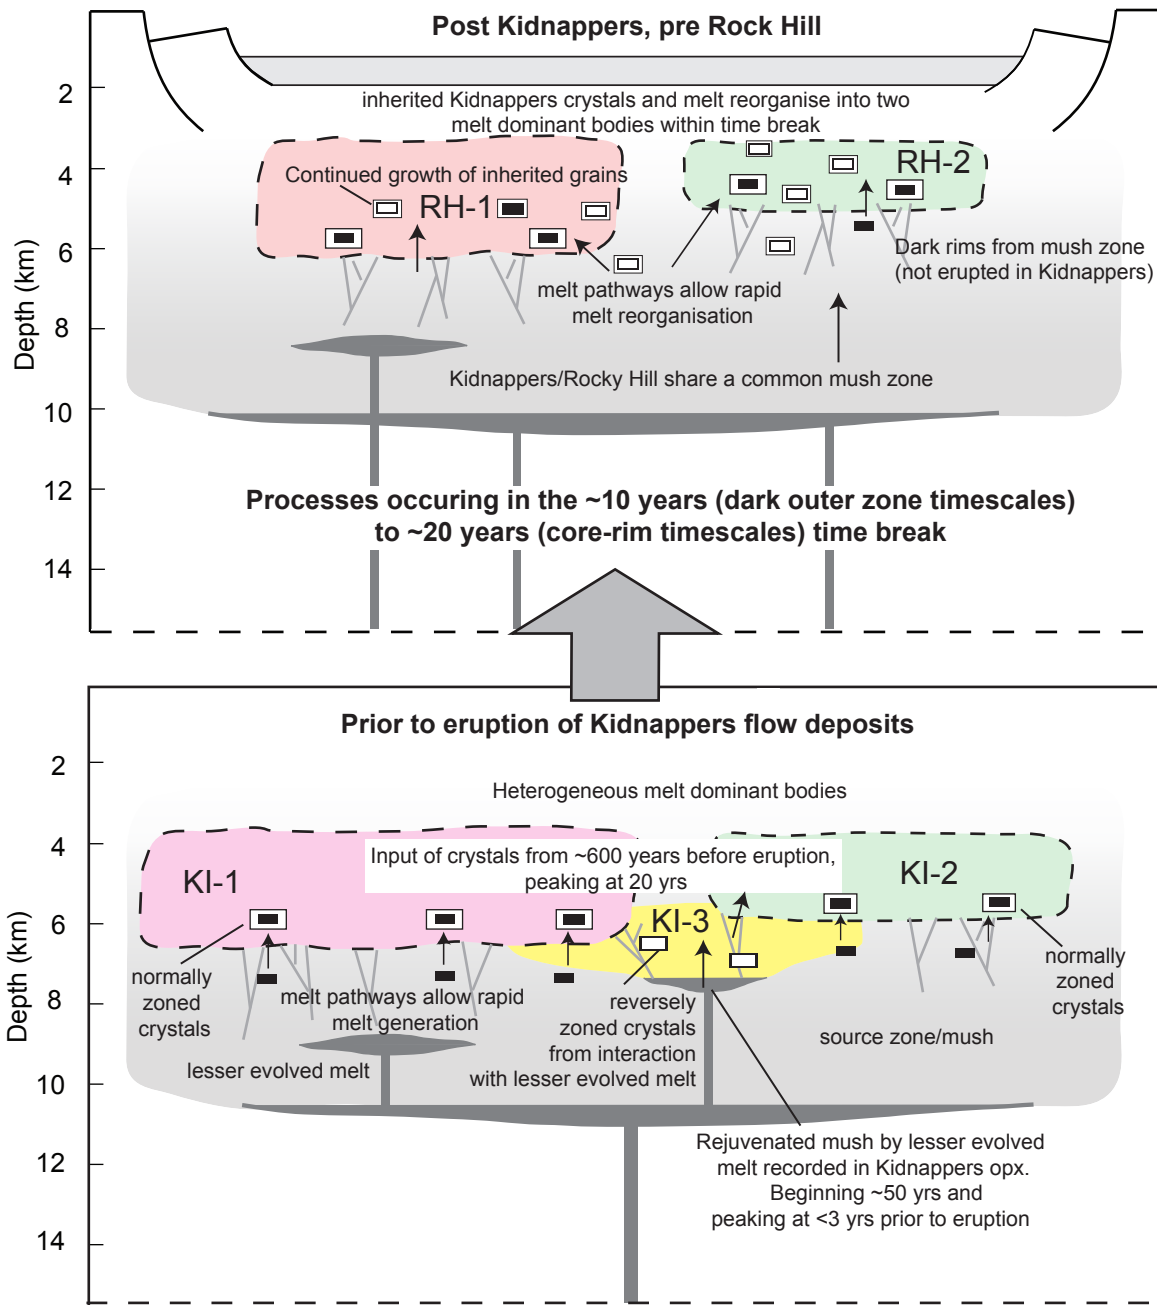 Post Kidnappers, pre Rock Hill
inherited Kidnappers crystals and melt reorganise into two
melt dominant bodies within time break
Continued growth of inherited grains
RH-1
RH-2
Dark rims from mush zone
(not erupted in Kidnappers)
melt pathways allow rapid
melt reorganisation
Kidnappers/Rocky Hill share a common mush zone
Processes occuring in the ~10 years (dark outer zone timescales)
to ~20 years (core-rim timescales) time break
Depth (km)
2
4
6
8
10
12
14
Prior to eruption of Kidnappers flow deposits
Heterogeneous melt dominant bodies
Input of crystals from ~600 years before eruption,
peaking at 20 yrs
KI-1
KI-2
KI-3
normally
zoned
crystals
melt pathways allow rapid
melt generation
lesser evolved melt
reversely
zoned crystals
from interaction
with lesser evolved melt
source zone/mush
normally
zoned
crystals
Rejuvenated mush by lesser evolved
melt recorded in Kidnappers opx.
Beginning ~50 yrs and
peaking at <3 yrs prior to eruption
Depth (km)
2
4
6
8
10
12
14